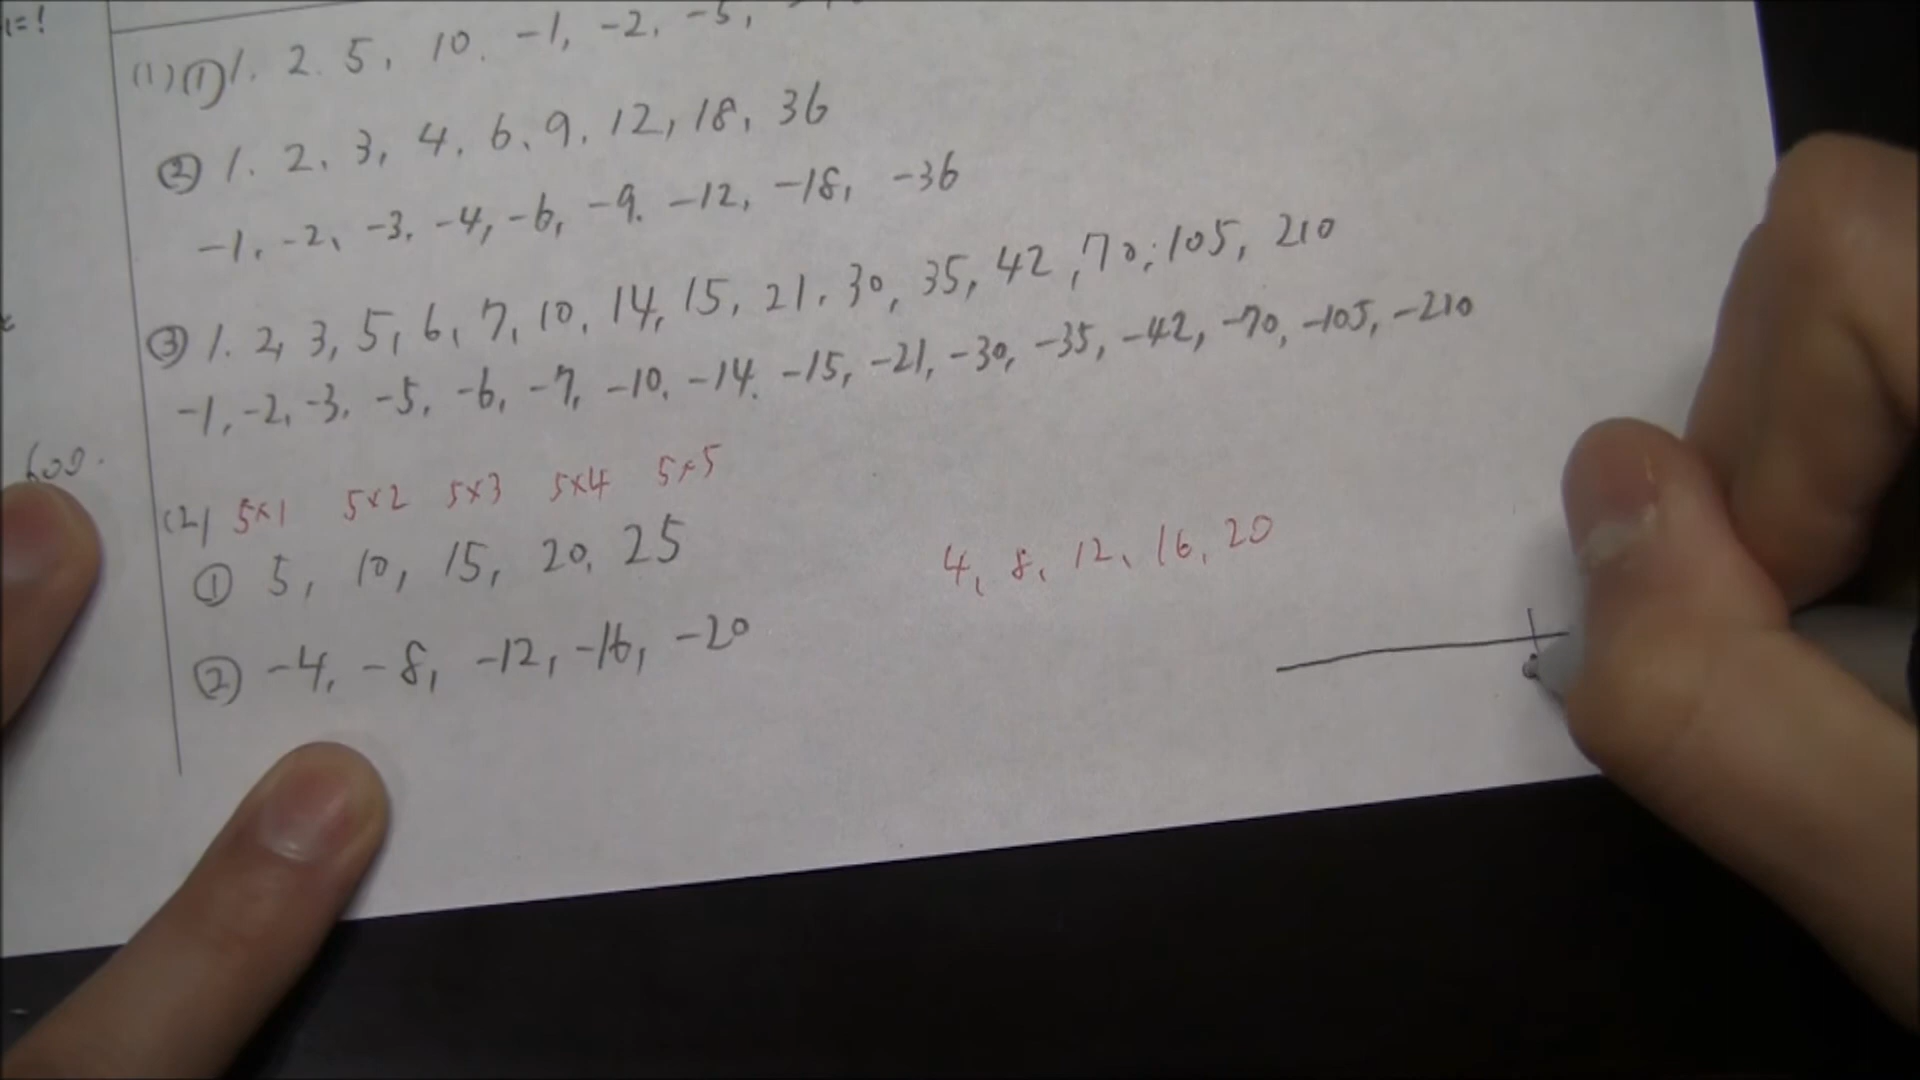 (1) ① 1. 2. 5, 10. -1, -2, -5,
② 1. 2. 3, 4. 6. 9. 12, 18, 36
-1, -2, -3, -4, -6, -9. -12, -18, -36
③ 1. 2, 3, 5, 6, 7, 10, 14, 15, 21, 30, 35, 42, 70, 105, 210
-1, -2, -3, -5, -6, -7, -10, -14. -15, -21, -30, -35, -42, -70, -105, -210
600.
(2) 5×1 5×2 5×3 5×4 5×5
① 5, 10, 15, 20, 25
4, 8, 12, 16, 20
② -4, -8, -12, -16, -20